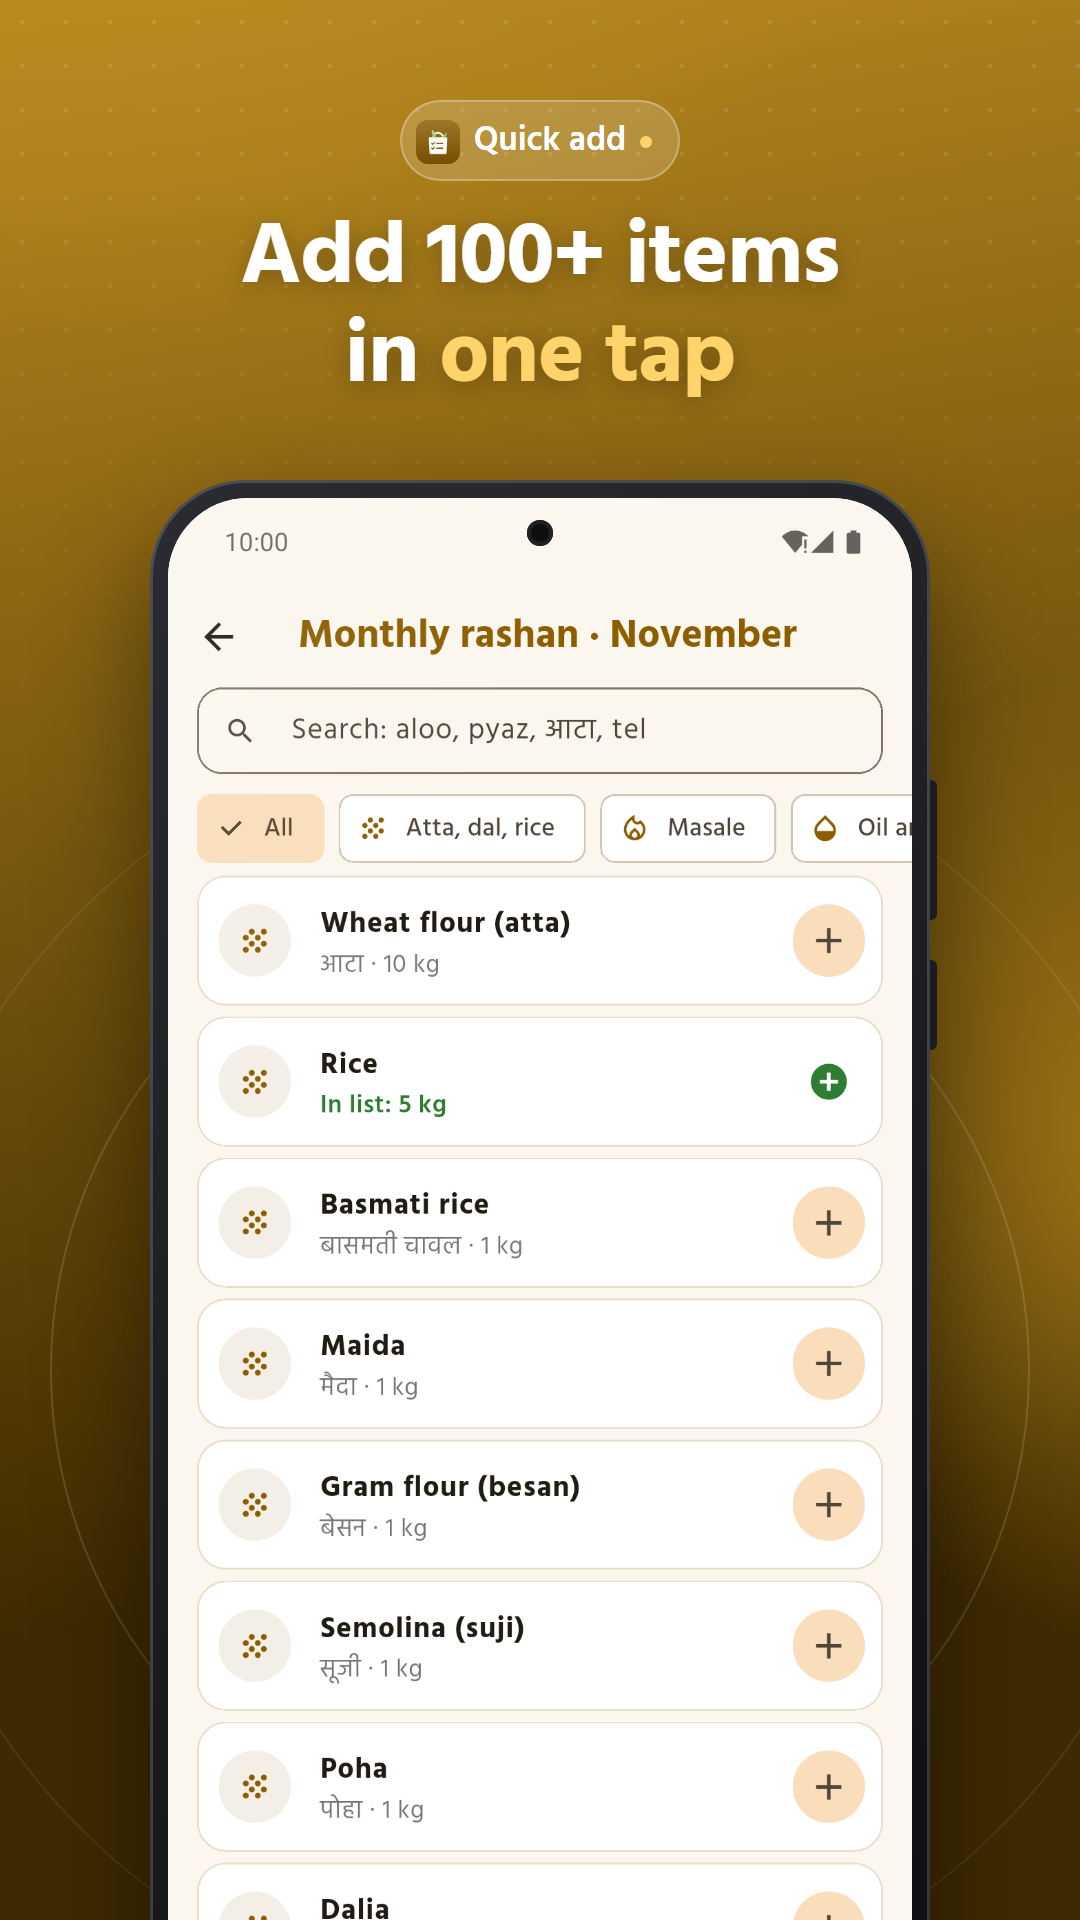 Quick add
Add 100+ items
in one tap
10:00
Monthly rashan · November
Search: aloo, pyaz, आटा, tel
All
Atta, dal, rice
Masale
Oil
Wheat flour (atta)
आटा · 10 kg
Rice
In list: 5 kg
Basmati rice
बासमती चावल · 1 kg
Maida
मैदा · 1 kg
Gram flour (besan)
बेसन · 1 kg
Semolina (suji)
सूजी · 1 kg
Poha
पोहा · 1 kg
Dalia